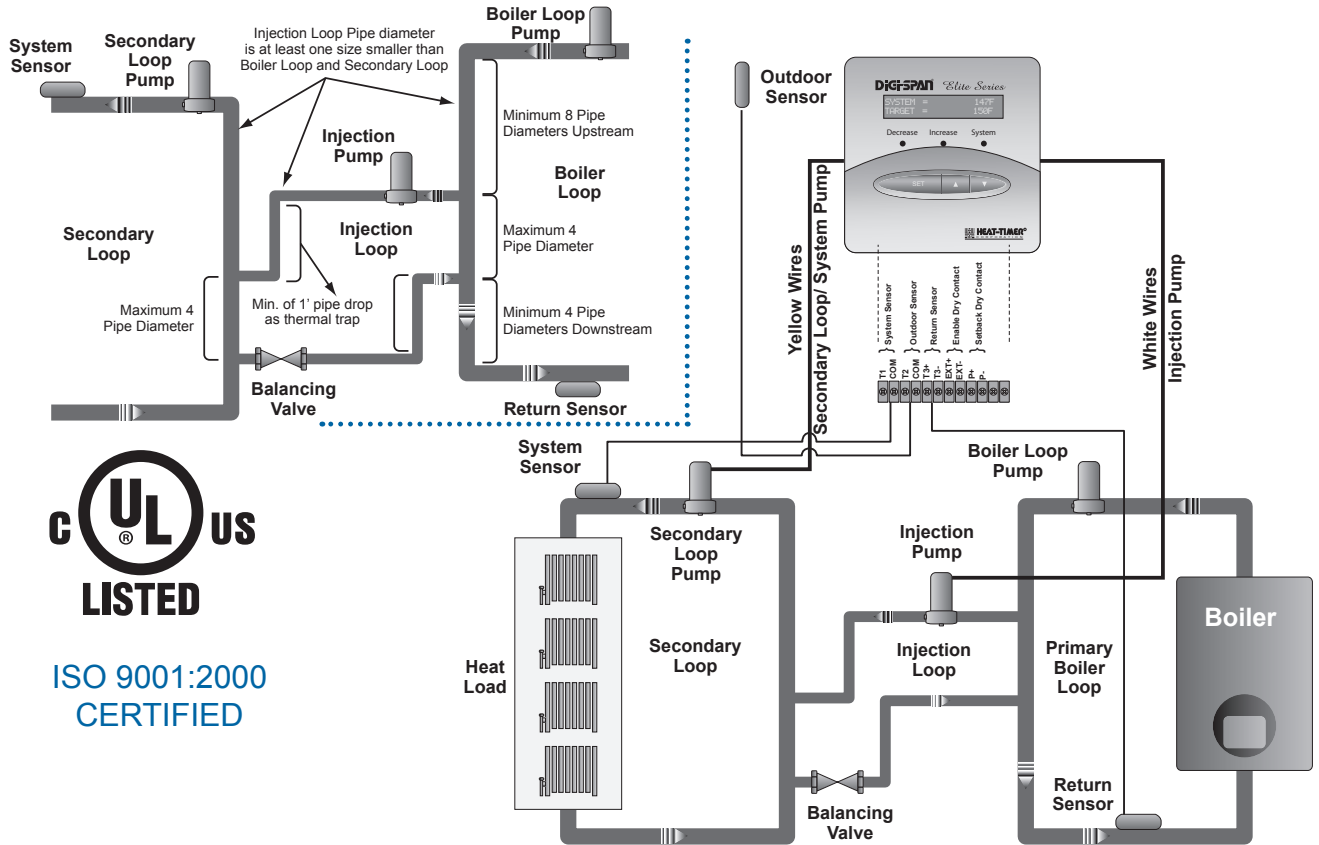 System
Sensor
Secondary
Loop
Pump
Injection Loop Pipe diameter
is at least one size smaller than
Boiler Loop and Secondary Loop
Boiler Loop
Pump
Minimum 8 Pipe
Diameters Upstream
Injection
Pump
Boiler
Loop
Secondary
Loop
Injection
Loop
Maximum 4
Pipe Diameter
Maximum 4
Pipe Diameter
Min. of 1’ pipe drop
as thermal trap
Minimum 4 Pipe
Diameters Downstream
Balancing
Valve
Return Sensor
Outdoor
Sensor
DIGI-SPAN® Elite Series
SYSTEM = 147F
TARGET = 150F
Decrease Increase System
SET ▲ ▼
HEAT-TIMER®
CORPORATION
Yellow Wires
Secondary Loop/ System Pump
White Wires
Injection Pump
System Sensor
Outdoor Sensor
Return Sensor
Enable Dry Contact
Setback Dry Contact
T1
COM
T2
COM
T3+
T3-
EXT+
EXT-
P+
P-
C UL ® US
LISTED
ISO 9001:2000
CERTIFIED
System
Sensor
Boiler Loop
Pump
Secondary
Loop
Pump
Injection
Pump
Heat
Load
Secondary
Loop
Injection
Loop
Primary
Boiler
Loop
Boiler
Balancing
Valve
Return
Sensor